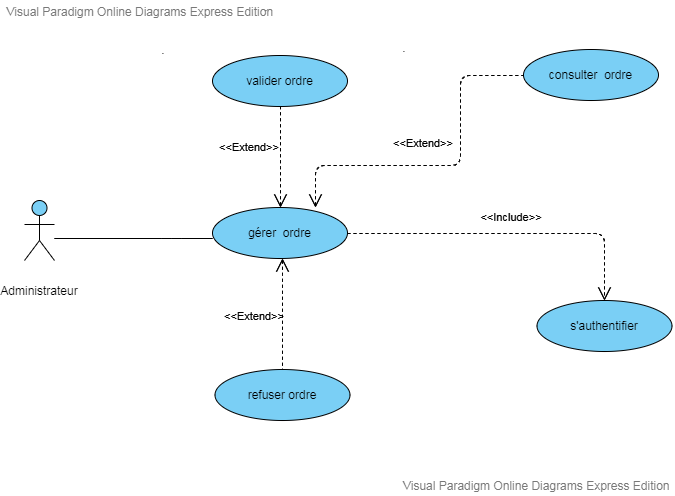 Visual Paradigm Online Diagrams Express Edition
valider ordre
consulter ordre
<<Extend>>
<<Extend>>
<<Include>>
gérer ordre
Administrateur
<<Extend>>
s'authentifier
refuser ordre
Visual Paradigm Online Diagrams Express Edition